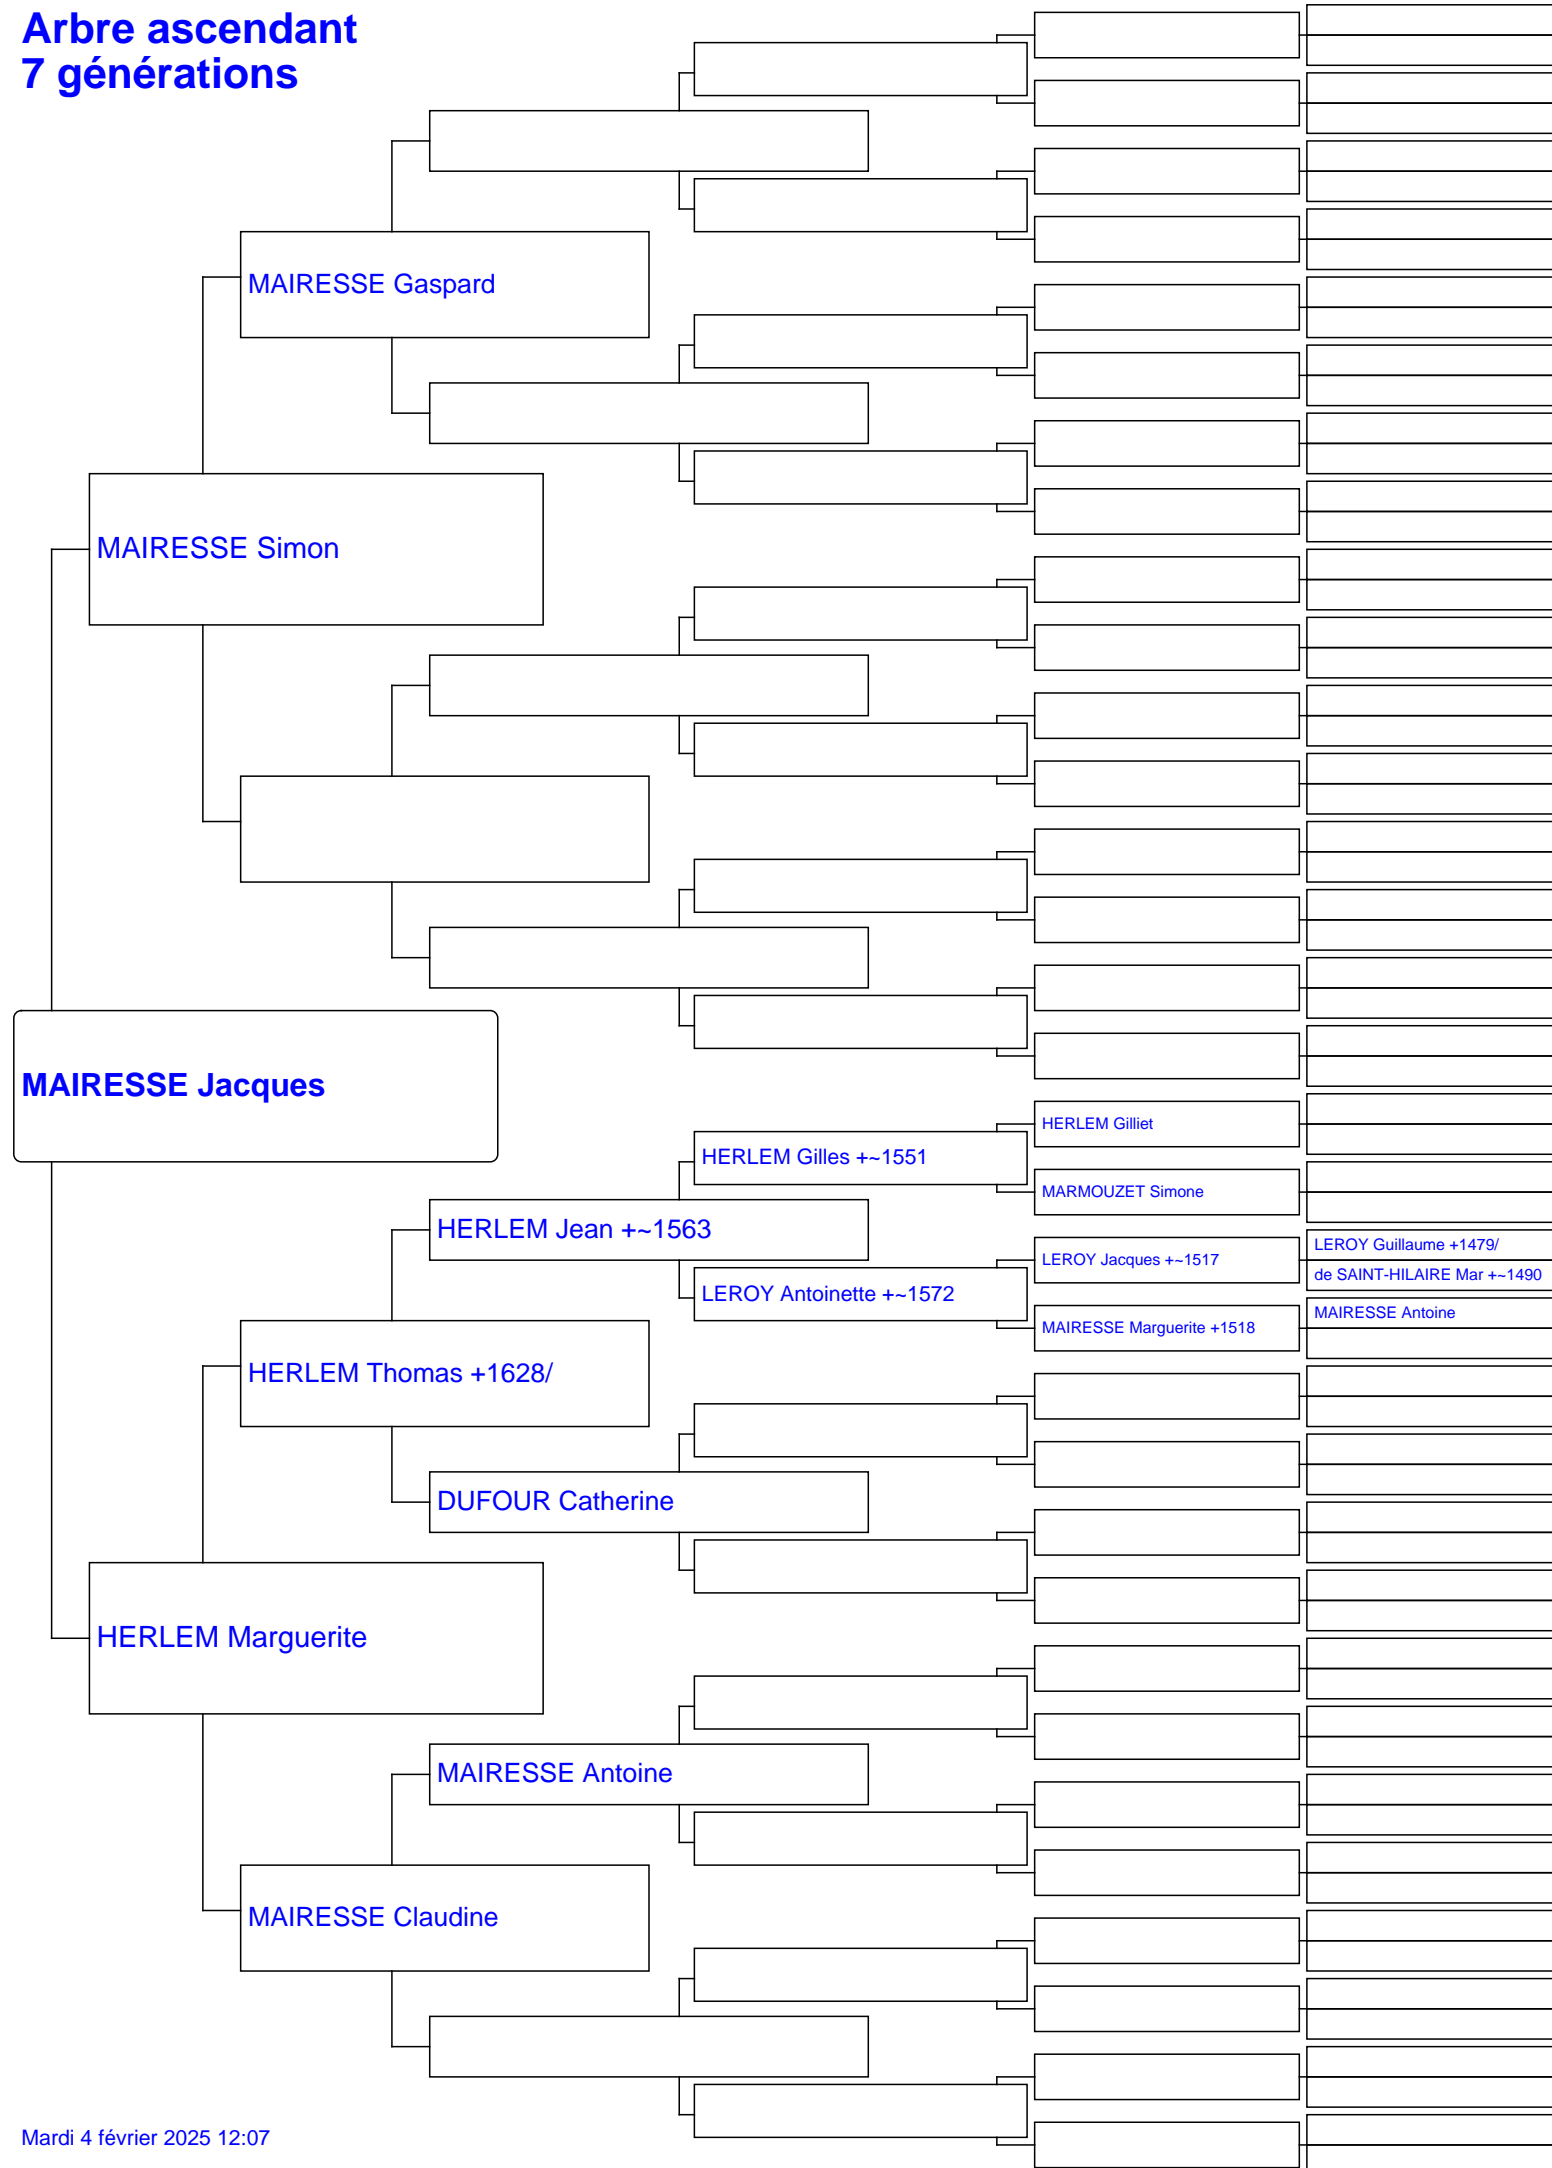 Arbre ascendant
7 générations
MAIRESSE Gaspard
MAIRESSE Simon
MAIRESSE Jacques
HERLEM Gilliet
HERLEM Gilles +~1551
MARMOUZET Simone
HERLEM Jean +~1563
LEROY Guillaume +1479/
LEROY Jacques +~1517
de SAINT-HILAIRE Mar +~1490
LEROY Antoinette +~1572
MAIRESSE Antoine
MAIRESSE Marguerite +1518
HERLEM Thomas +1628/
DUFOUR Catherine
HERLEM Marguerite
MAIRESSE Antoine
MAIRESSE Claudine
Mardi 4 février 2025 12:07